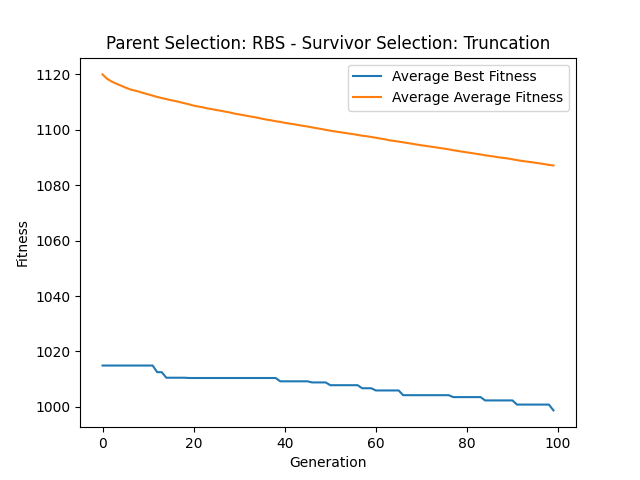 Parent Selection: RBS - Survivor Selection: Truncation
Average Best Fitness
Average Average Fitness
Fitness
1120
1100
1080
1060
1040
1020
1000
0 20 40 60 80 100
Generation